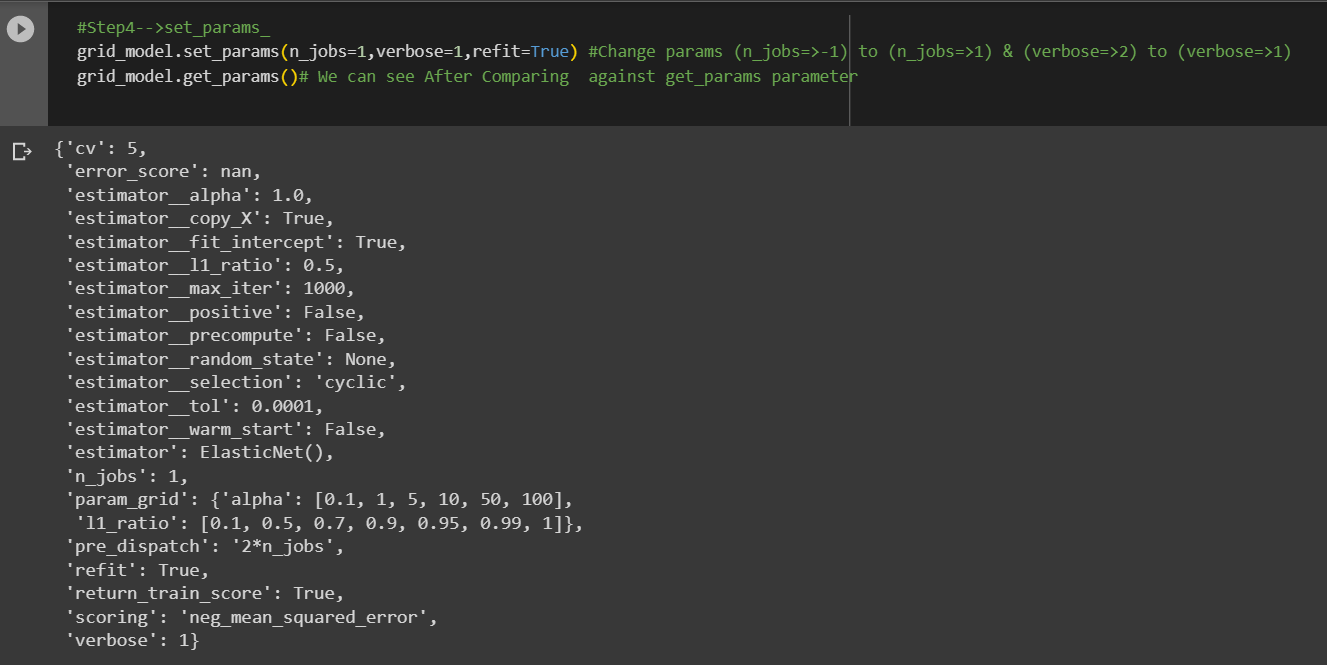 #Step4-->set_params_
grid_model.set_params(n_jobs=1,verbose=1,refit=True) #Change params (n_jobs=>-1) to (n_jobs=>1) & (verbose=>2) to (verbose=>1)
grid_model.get_params()# We can see After Comparing  against get_params parameter
{'cv': 5,
 'error_score': nan,
 'estimator__alpha': 1.0,
 'estimator__copy_X': True,
 'estimator__fit_intercept': True,
 'estimator__l1_ratio': 0.5,
 'estimator__max_iter': 1000,
 'estimator__positive': False,
 'estimator__precompute': False,
 'estimator__random_state': None,
 'estimator__selection': 'cyclic',
 'estimator__tol': 0.0001,
 'estimator__warm_start': False,
 'estimator': ElasticNet(),
 'n_jobs': 1,
 'param_grid': {'alpha': [0.1, 1, 5, 10, 50, 100],
  'l1_ratio': [0.1, 0.5, 0.7, 0.9, 0.95, 0.99, 1]},
 'pre_dispatch': '2*n_jobs',
 'refit': True,
 'return_train_score': True,
 'scoring': 'neg_mean_squared_error',
 'verbose': 1}